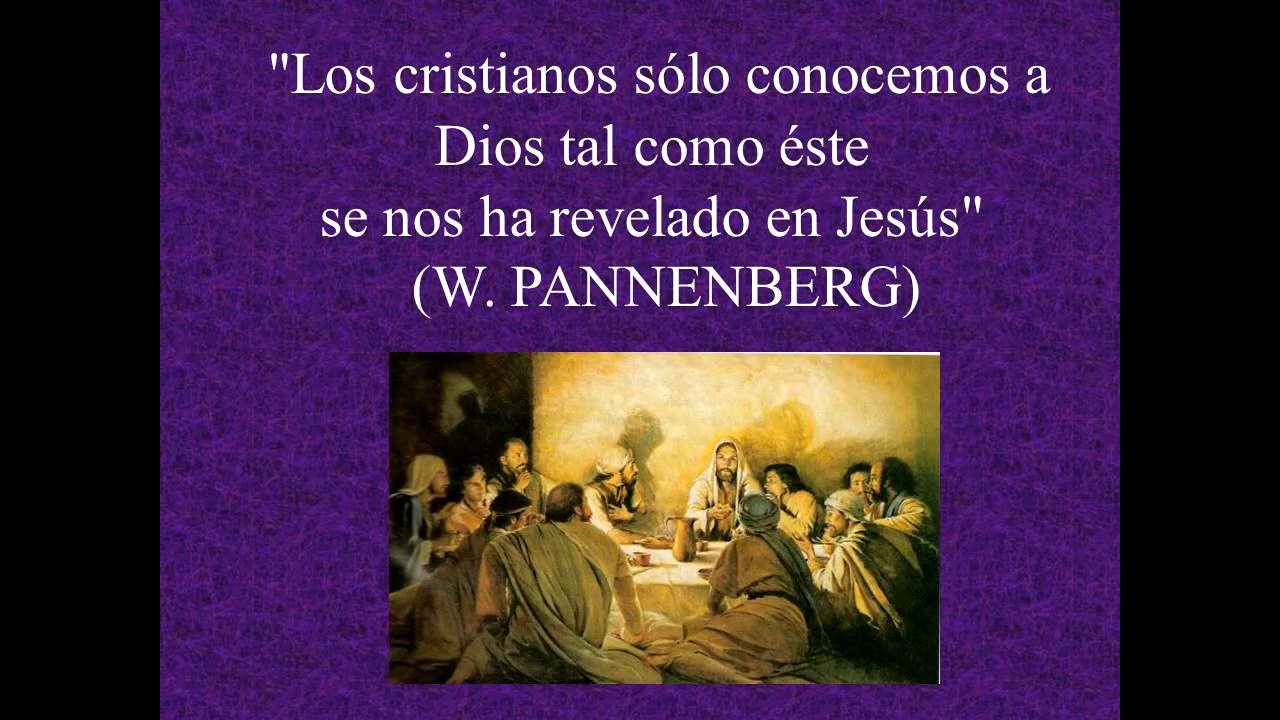 "Los cristianos sólo conocemos a
Dios tal como éste
se nos ha revelado en Jesús"
(W. PANNENBERG)